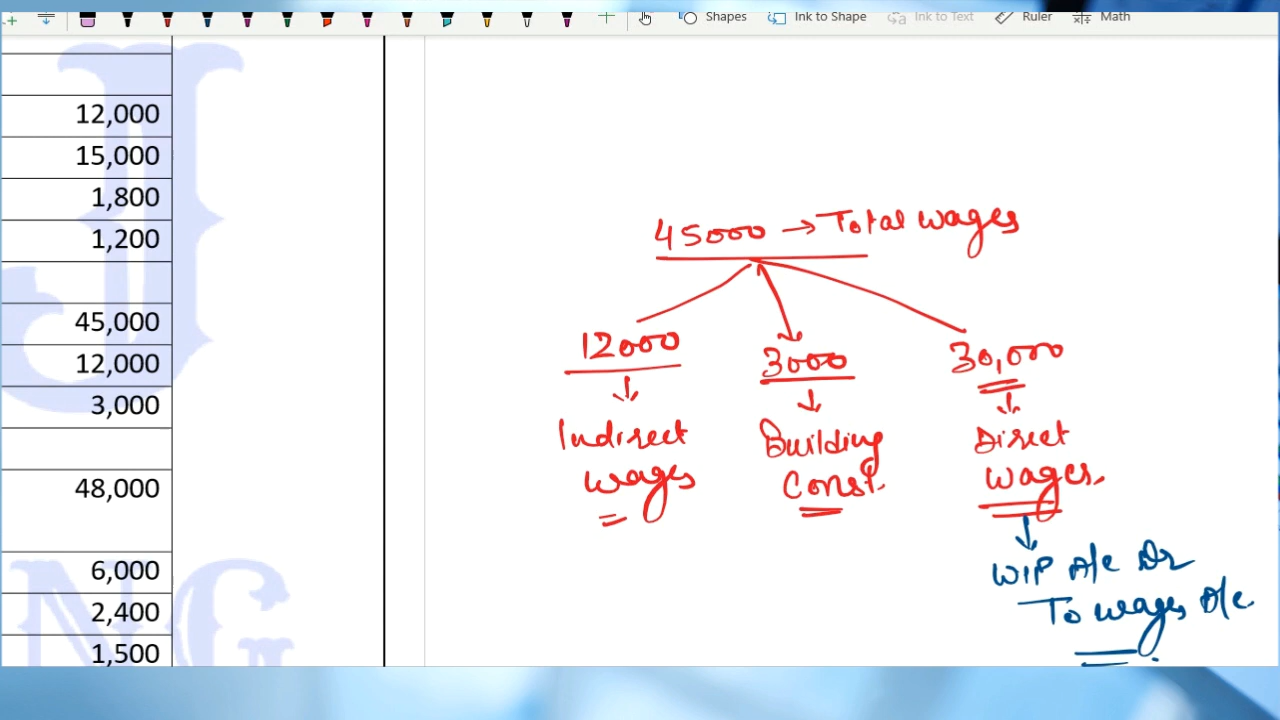 Shapes Ink to Shape Ink to Text Ruler Math
12,000
15,000
1,800
1,200
45,000
12,000
3,000
48,000
6,000
2,400
1,500
45000 → Total wages
12000 3000 30,000
Indirect Building Direct
wages Const. wages.
WIP A/c Dr
To wages A/c
J
NG